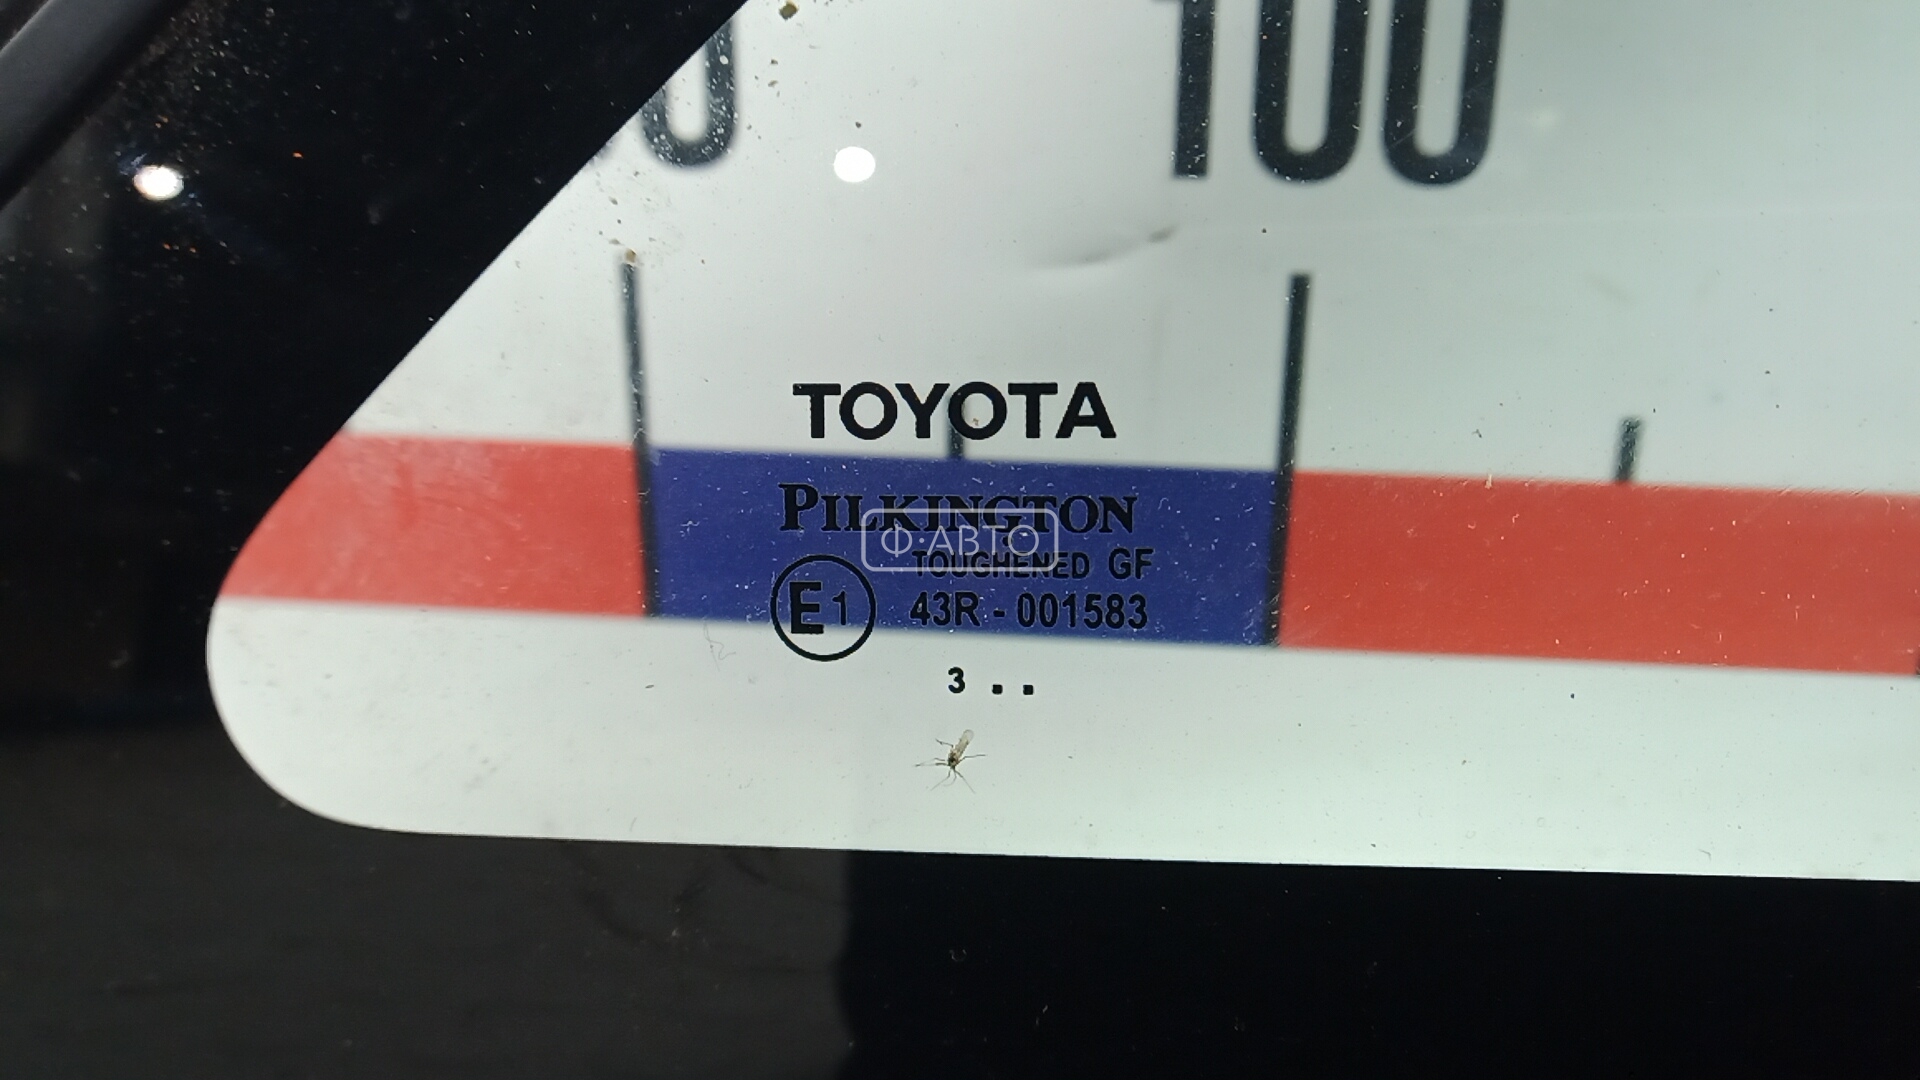 100
TOYOTA
PILKINGTON
Ф·АВТО
TOUGHENED GF
E1 43R - 001583
3 . .